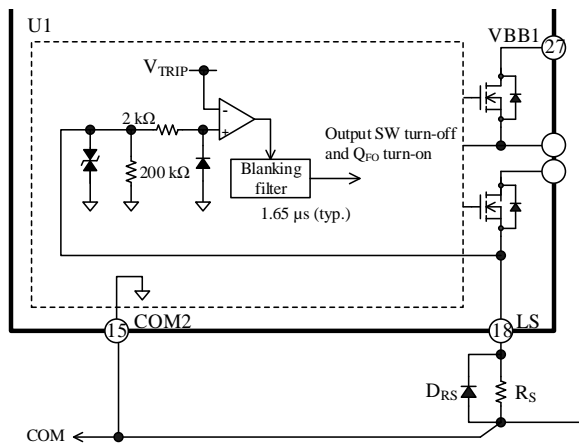 U1
VBB1
27
VTRIP
2 kΩ
-
+
200 kΩ
Blanking
filter
1.65 µs (typ.)
Output SW turn-off
and QFO turn-on
15
COM2
18
LS
DRS
RS
COM